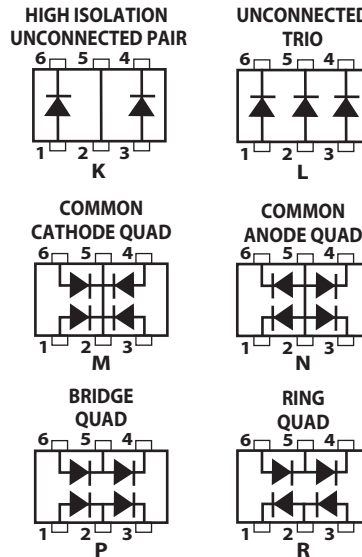 HIGH ISOLATION
UNCONNECTED PAIR
6 5 4
1 2 3
K
UNCONNECTED
TRIO
6 5 4
1 2 3
L
COMMON
CATHODE QUAD
6 5 4
1 2 3
M
COMMON
ANODE QUAD
6 5 4
1 2 3
N
BRIDGE
QUAD
6 5 4
1 2 3
P
RING
QUAD
6 5 4
1 2 3
R